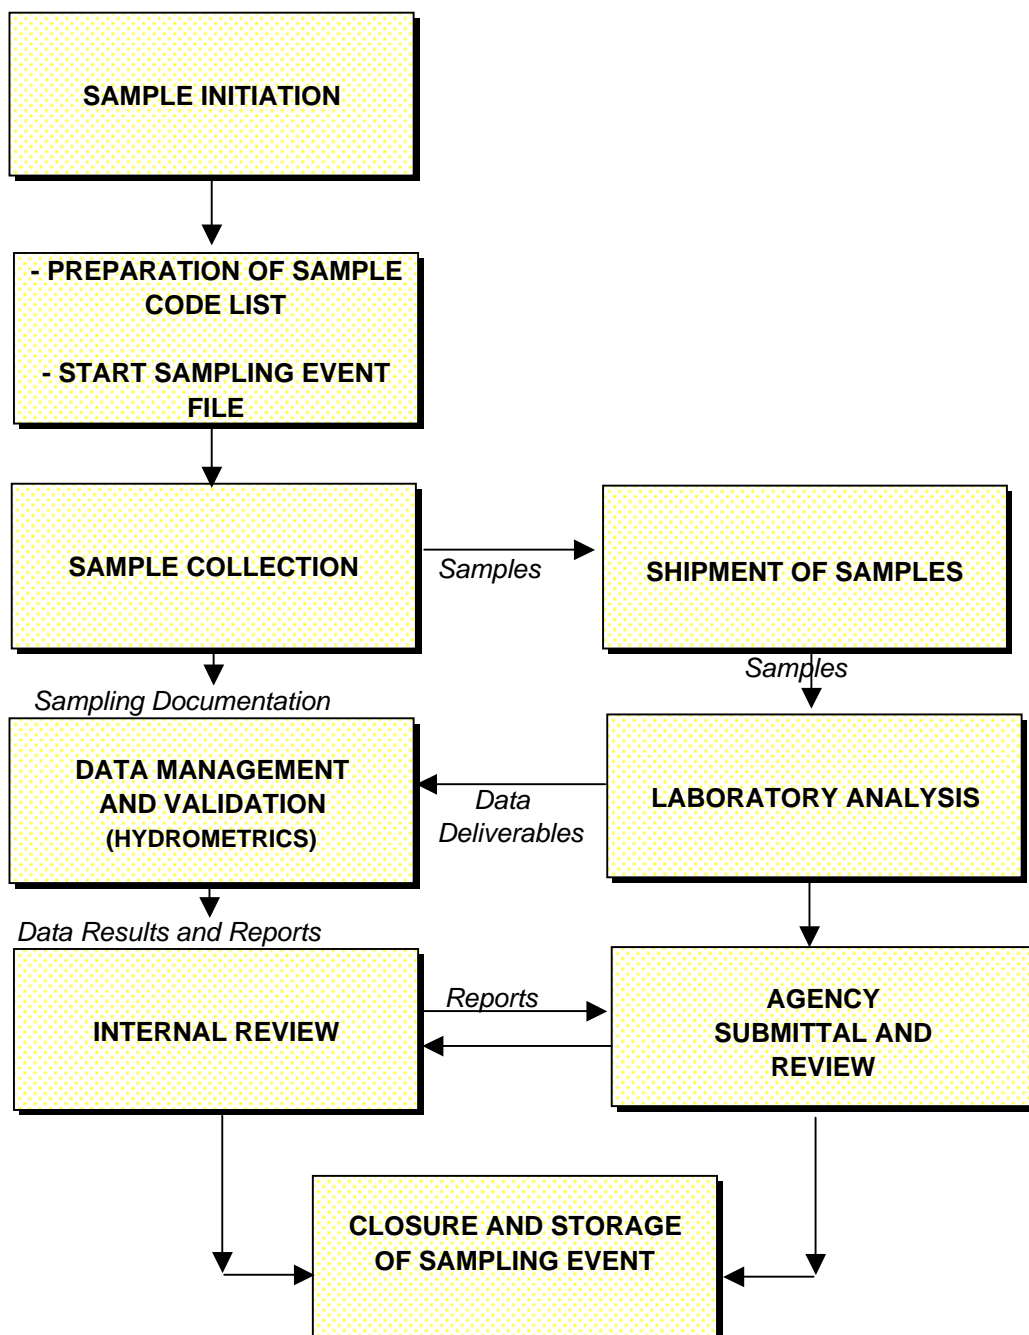 SAMPLE INITIATION
- PREPARATION OF SAMPLE
CODE LIST
- START SAMPLING EVENT
FILE
SAMPLE COLLECTION
Samples
SHIPMENT OF SAMPLES
Samples
Sampling Documentation
DATA MANAGEMENT
AND VALIDATION
(HYDROMETRICS)
Data
Deliverables
LABORATORY ANALYSIS
Data Results and Reports
INTERNAL REVIEW
Reports
AGENCY
SUBMITTAL AND
REVIEW
CLOSURE AND STORAGE
OF SAMPLING EVENT